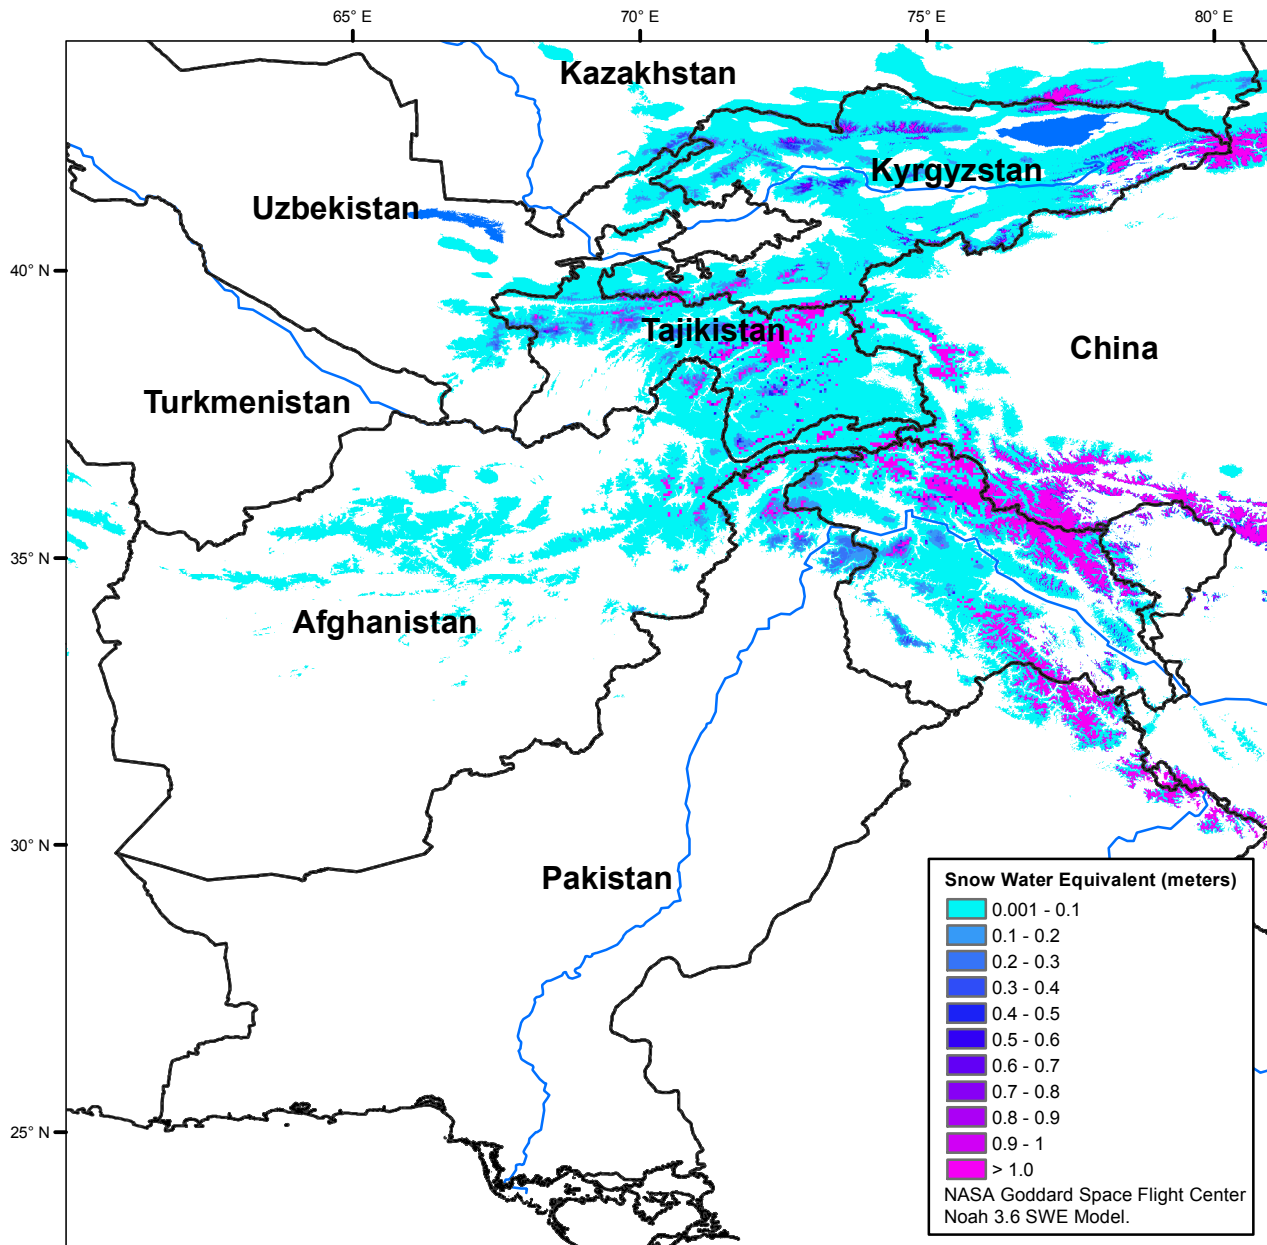 65° E
70° E
75° E
80° E
Kazakhstan
Kyrgyzstan
Uzbekistan
40° N
Tajikistan
China
Turkmenistan
35° N
Afghanistan
30° N
Pakistan
25° N
Snow Water Equivalent (meters)
0.001 - 0.1
0.1 - 0.2
0.2 - 0.3
0.3 - 0.4
0.4 - 0.5
0.5 - 0.6
0.6 - 0.7
0.7 - 0.8
0.8 - 0.9
0.9 - 1
> 1.0
NASA Goddard Space Flight Center
Noah 3.6 SWE Model.